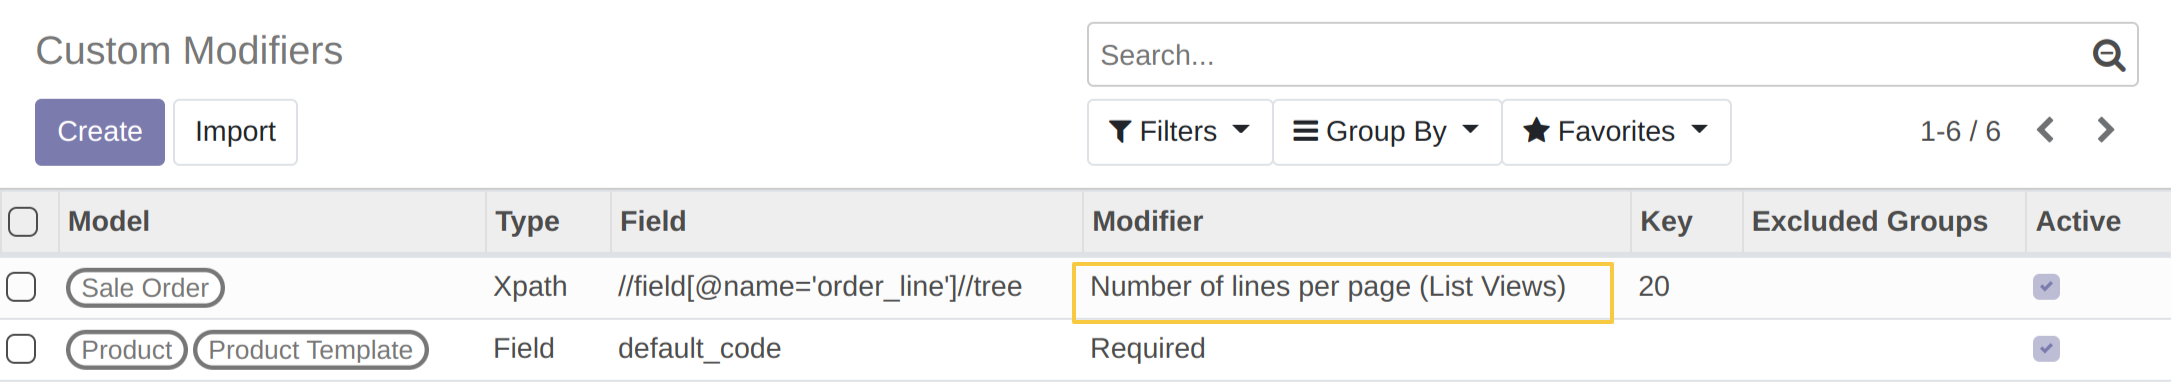 Custom Modifiers
Search...
Create Import
Filters Group By Favorites 1-6 / 6
Model Type Field Modifier Key Excluded Groups Active
Sale Order Xpath //field[@name='order_line']//tree Number of lines per page (List Views) 20
Product Product Template Field default_code Required